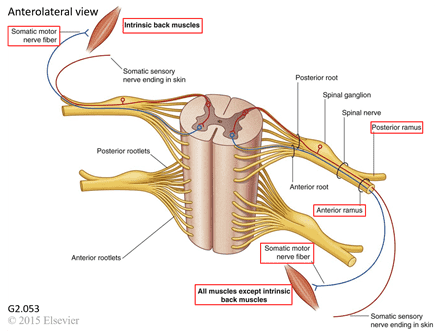 Anterolateral view
Intrinsic back muscles
Somatic motor
nerve fiber
Somatic sensory
nerve ending in skin
Posterior root
Spinal ganglion
Spinal nerve
Posterior ramus
Posterior rootlets
Anterior root
Anterior ramus
Anterior rootlets
Somatic motor
nerve fiber
All muscles except intrinsic
back muscles
Somatic sensory
nerve ending in skin
G2.053
© 2015 Elsevier